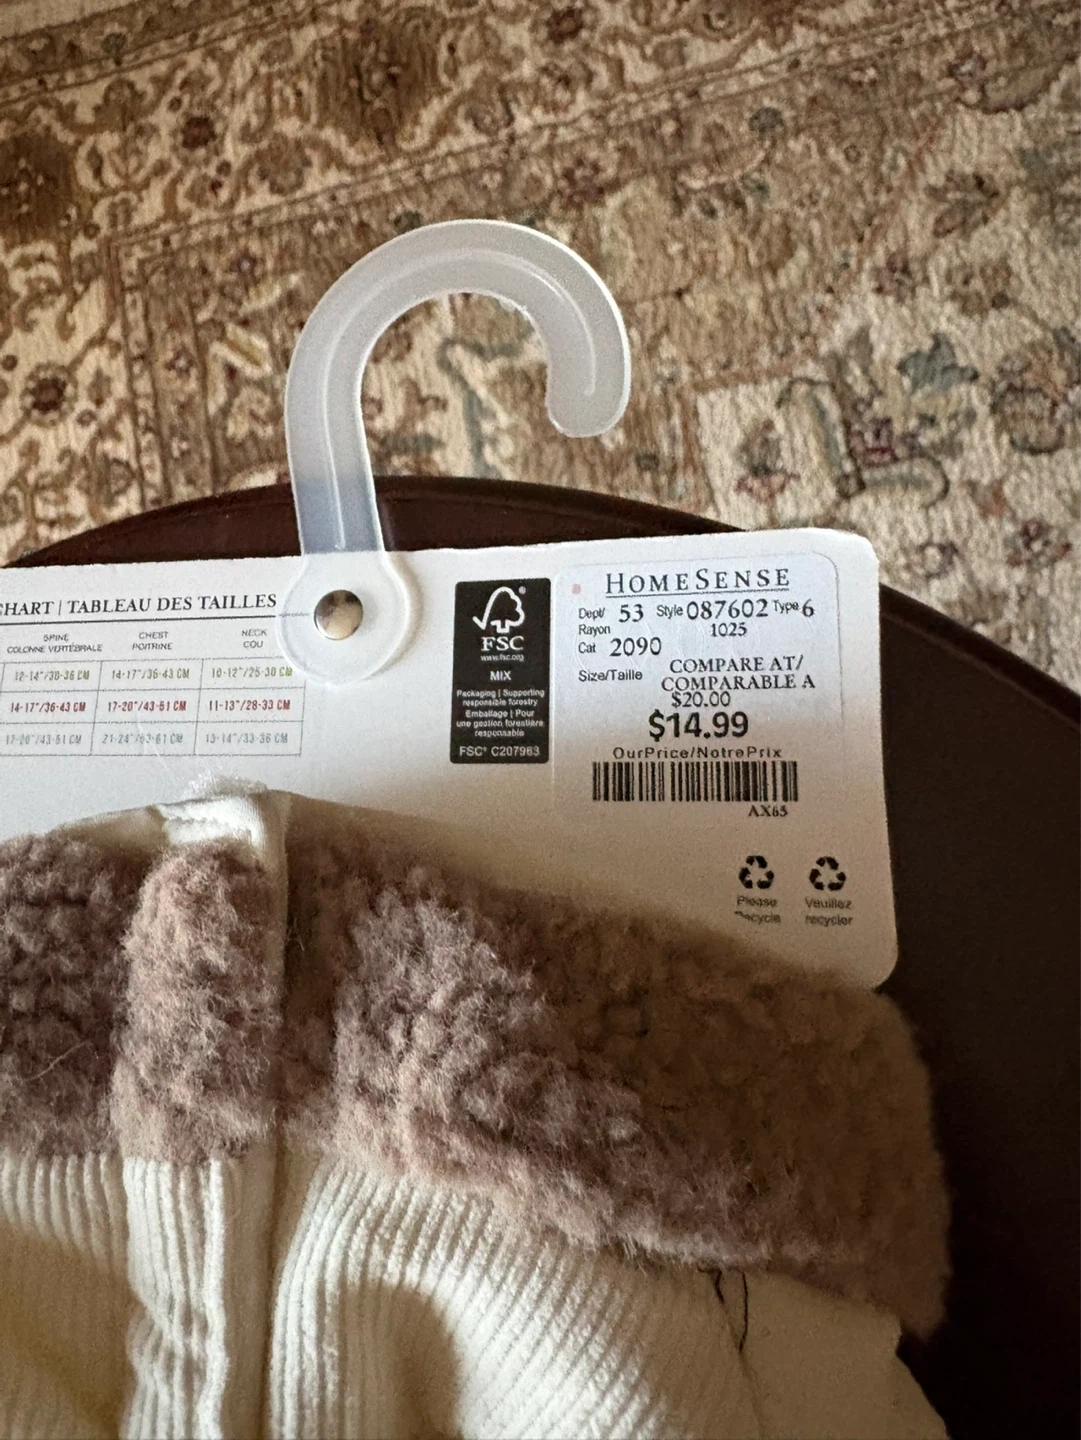 CHART | TABLEAU DES TAILLES
SPINE
COLONNE VERTÉBRALE
CHEST
POITRINE
NECK
COU
12-14"/30-36 CM 14-17"/36-43 CM 10-12"/25-30 CM
14-17"/36-43 CM 17-20"/43-51 CM 11-13"/28-33 CM
17-20"/43-51 CM 21-24"/53-61 CM 13-14"/33-36 CM
FSC
www.fsc.org
MIX
Packaging | Supporting
responsible forestry
Emballage | Pour
une gestion forestière
responsable
FSC® C207963
HOMESENSE
Dept/ 53 Style 087602 Type 6
Rayon 1025
Cat 2090
Size/Taille
COMPARE AT/
COMPARABLE A
$20.00
$14.99
OurPrice/NotrePrix
AX65
Please
Recycle
Veuillez
recycler